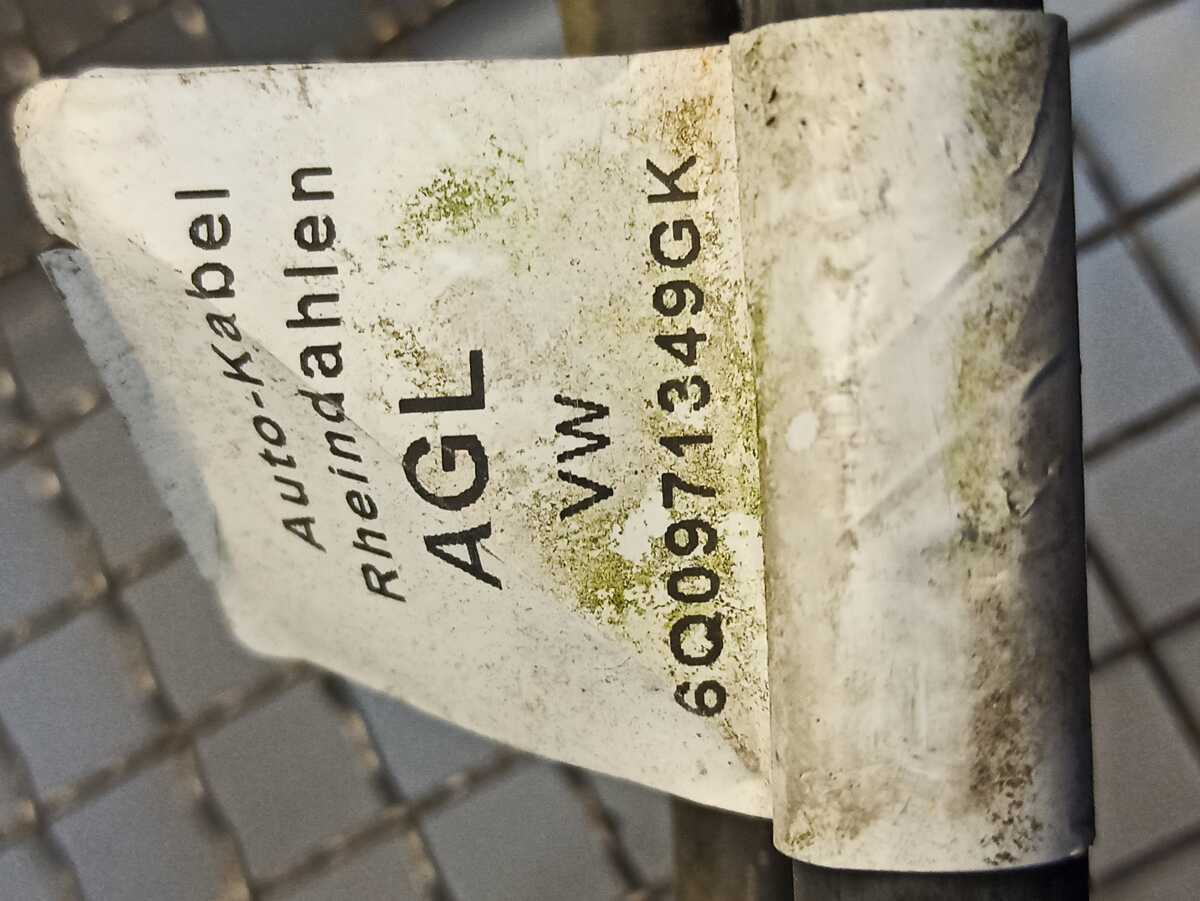 Auto-Kabel
Rheindahlen
AGL
VW
6Q0971349GK